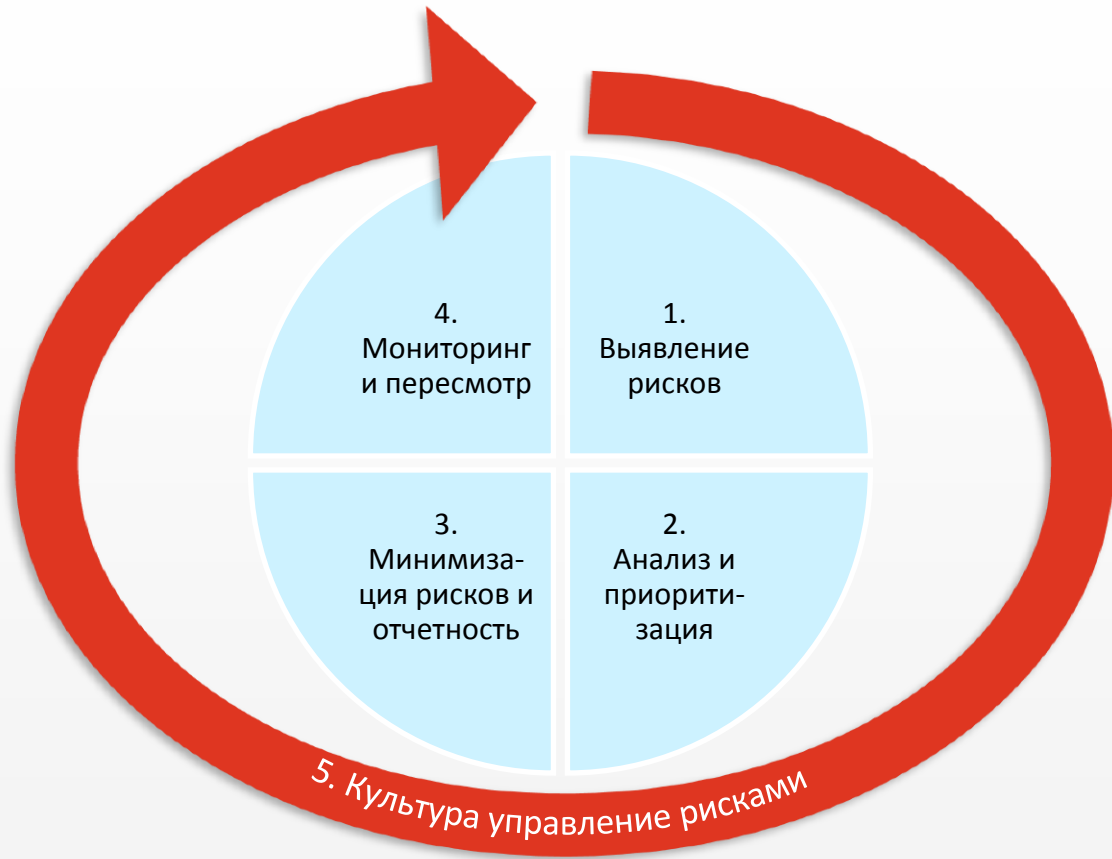 1.
Выявление
рисков
2.
Анализ и
приорити-
зация
3.
Минимиза-
ция рисков и
отчетность
4.
Мониторинг
и пересмотр
5. Культура управление рисками